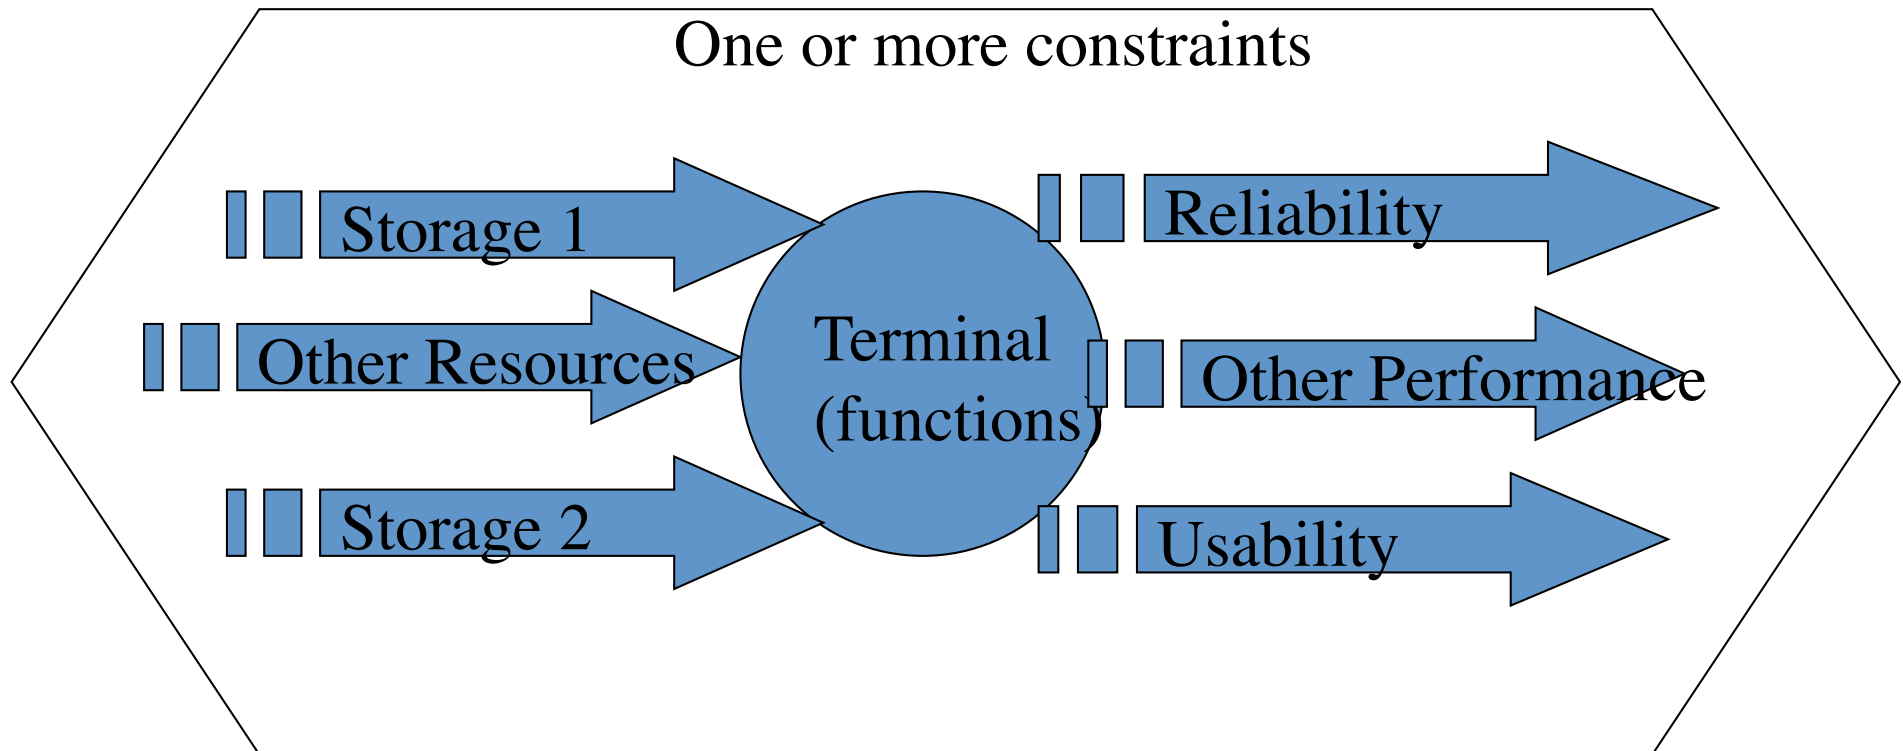 One or more constraints
Storage 1
Other Resources
Storage 2
Terminal
(functions)
Reliability
Other Performance
Usability